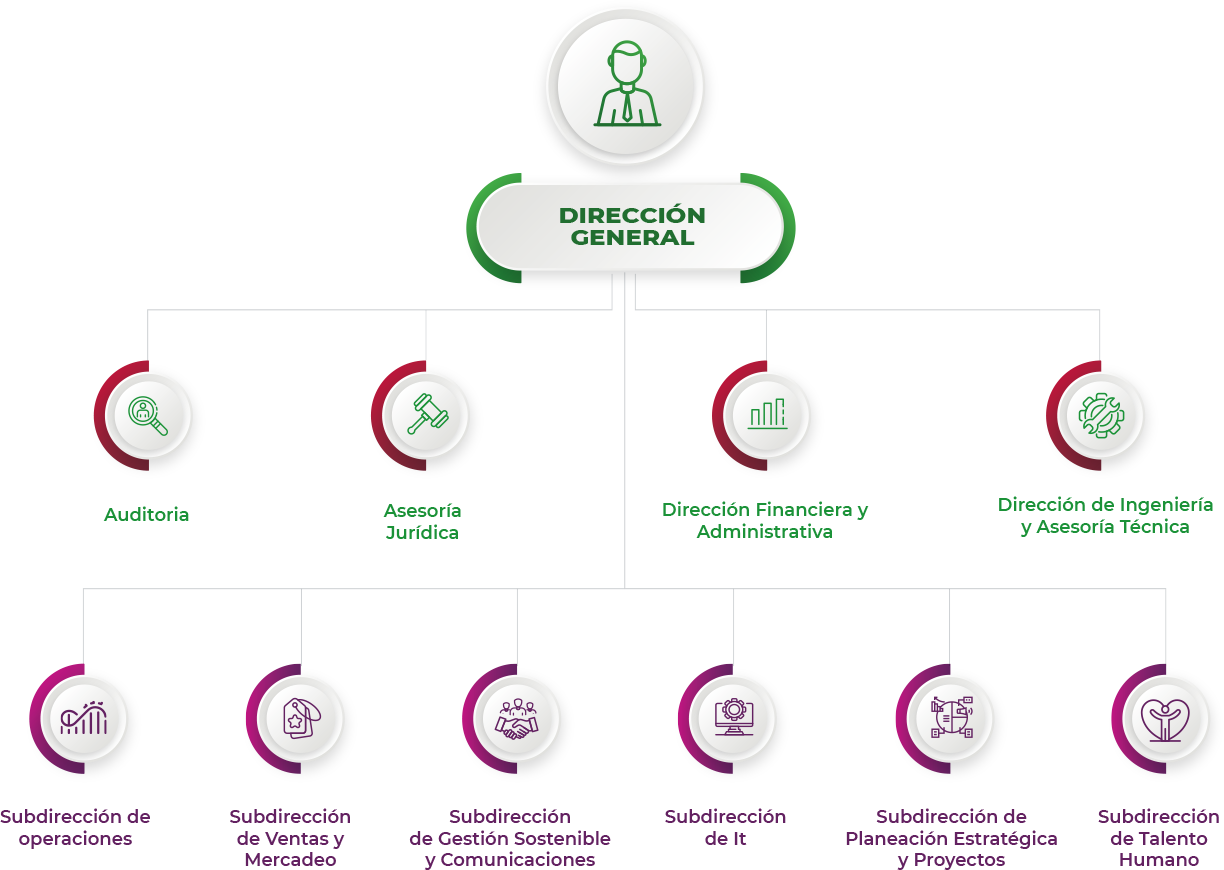 DIRECCIÓN
GENERAL
Auditoria
Asesoría
Jurídica
Dirección Financiera y
Administrativa
Dirección de Ingeniería
y Asesoría Técnica
Subdirección de
operaciones
Subdirección
de Ventas y
Mercadeo
Subdirección
de Gestión Sostenible
y Comunicaciones
Subdirección
de It
Subdirección de
Planeación Estratégica
y Proyectos
Subdirección
de Talento
Humano